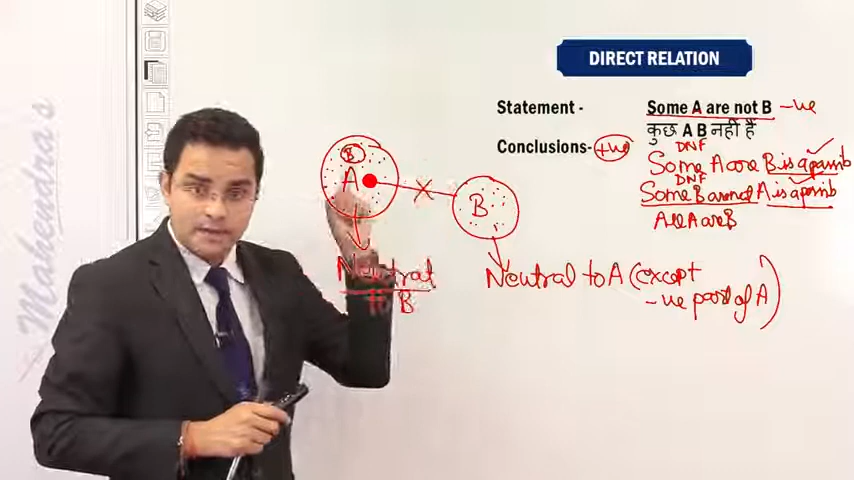 Mahendra's
DIRECT RELATION
Statement - Some A are not B -ve
कुछ A B नहीं है
Conclusions- +ve
DNF
Some A are B is a possib
DNF
Some B are not A is a possib
All A are B
B
A
B
Neutral
to B
Neutral to A (except
-ve part of A)